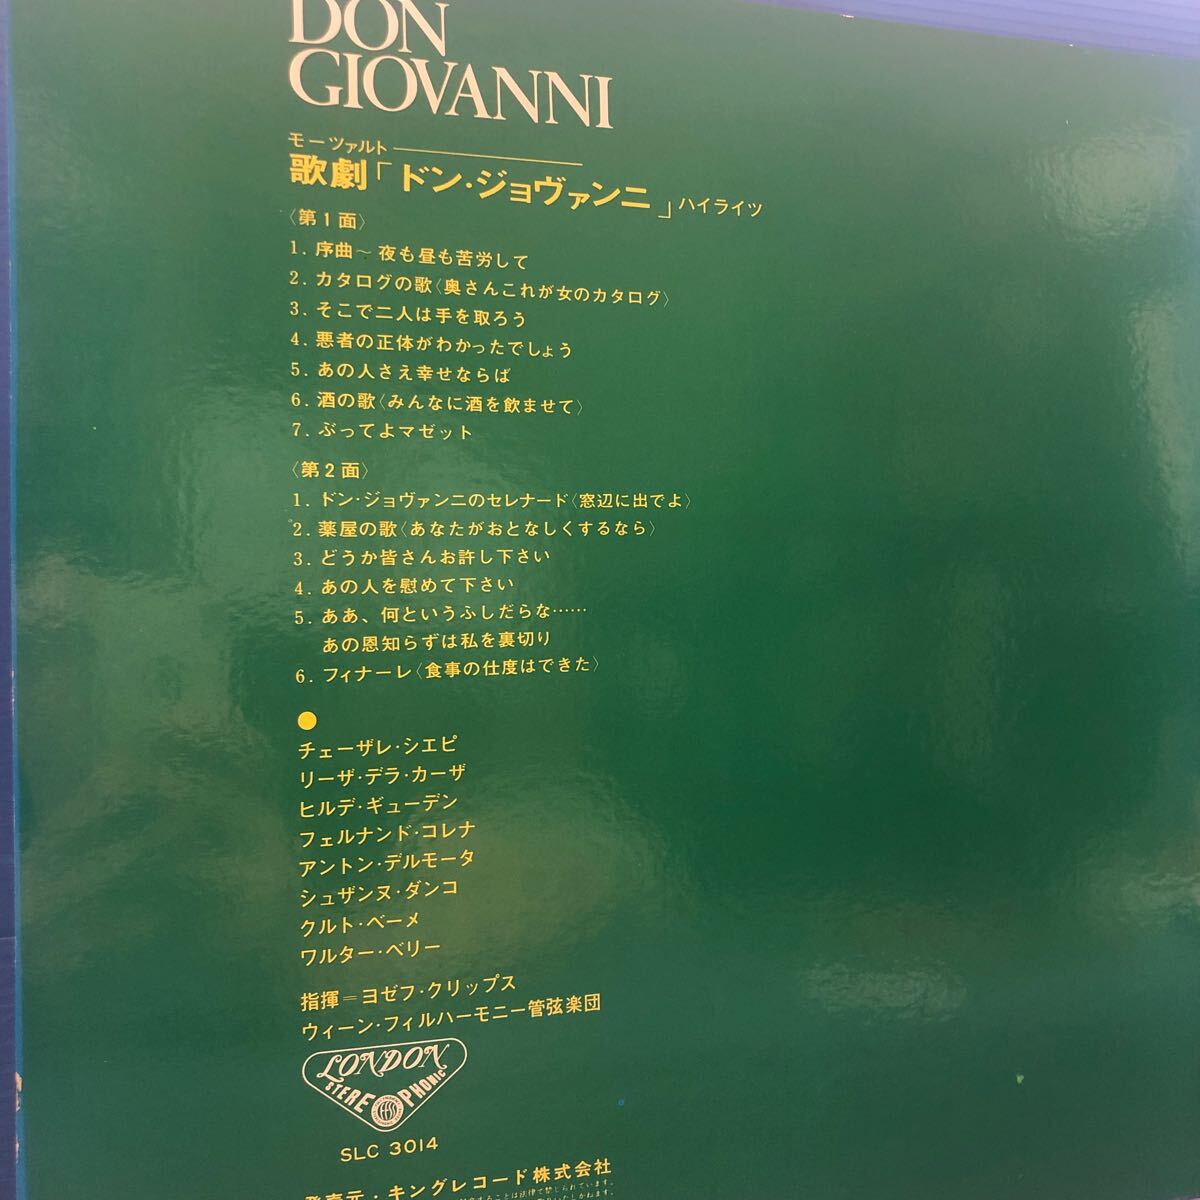 DON
GIOVANNI
モーツァルト
歌劇「ドン・ジョヴァンニ」ハイライツ
〈第1面〉
1. 序曲〜夜も昼も苦労して
2. カタログの歌〈奥さんこれが女のカタログ〉
3. そこで二人は手を取ろう
4. 悪者の正体がわかったでしょう
5. あの人さえ幸せならば
6. 酒の歌〈みんなに酒を飲ませて〉
7. ぶってよマゼット
〈第2面〉
1. ドン・ジョヴァンニのセレナード〈窓辺に出でよ〉
2. 薬屋の歌〈あなたがおとなしくするなら〉
3. どうか皆さんお許し下さい
4. あの人を慰めて下さい
5. ああ、何というふしだらな……
あの恩知らずは私を裏切り
6. フィナーレ〈食事の仕度はできた〉
チェーザレ・シエピ
リーザ・デラ・カーザ
ヒルデ・ギューデン
フェルナンド・コレナ
アントン・デルモータ
シュザンヌ・ダンコ
クルト・ベーメ
ワルター・ベリー
指揮=ヨゼフ・クリップス
ウィーン・フィルハーモニー管弦楽団
LONDON
STEREOPHONIC
SLC 3014
発売元・キングレコード株式会社